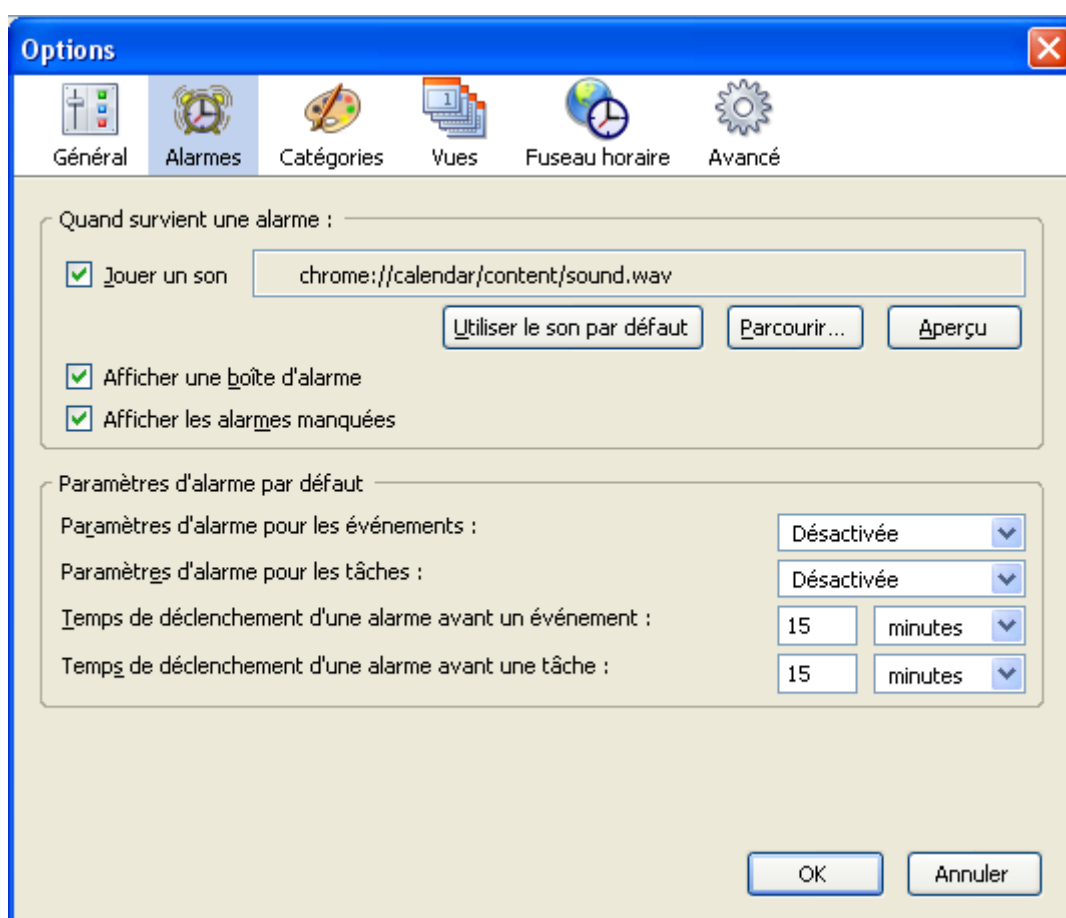 Options
Général Alarmes Catégories Vues Fuseau horaire Avancé
Quand survient une alarme :
Jouer un son chrome://calendar/content/sound.wav
Utiliser le son par défaut Parcourir... Aperçu
Afficher une boîte d'alarme
Afficher les alarmes manquées
Paramètres d'alarme par défaut
Paramètres d'alarme pour les événements : Désactivée
Paramètres d'alarme pour les tâches : Désactivée
Temps de déclenchement d'une alarme avant un événement : 15 minutes
Temps de déclenchement d'une alarme avant une tâche : 15 minutes
OK Annuler